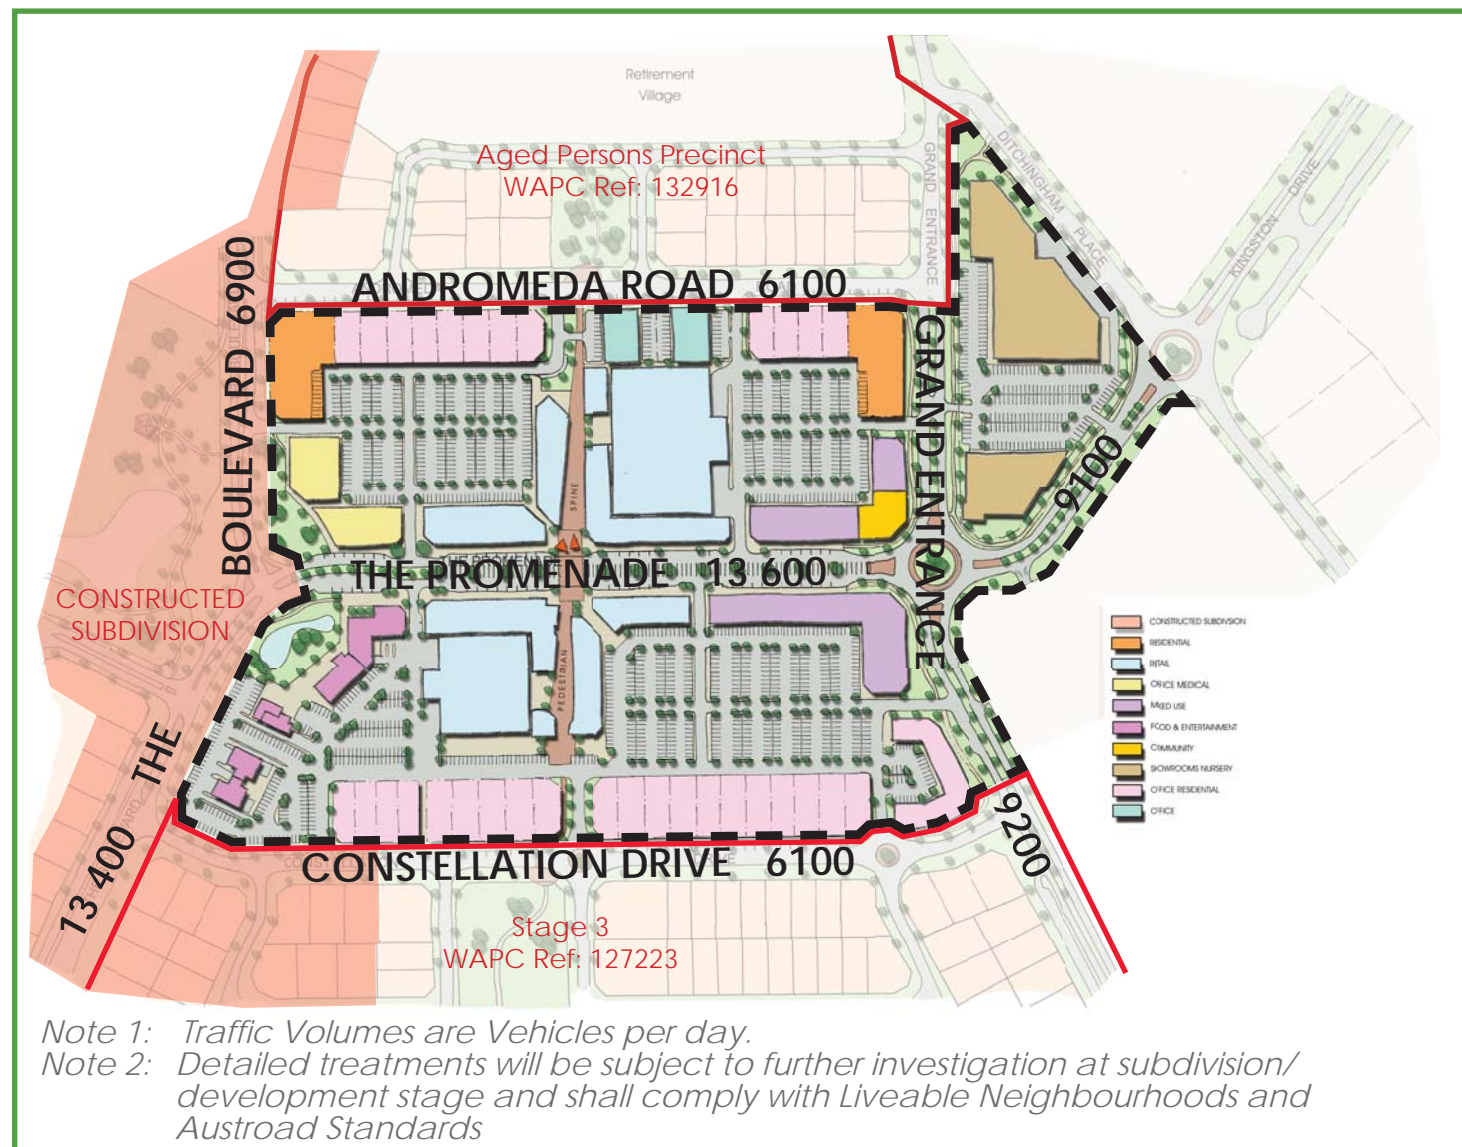 Retirement
Village
Aged Persons Precinct
WAPC Ref: 132916
GRAND ENTRANCE
DITCHINGHAM PLACE
KINGSTON DRIVE
ANDROMEDA ROAD 6100
THE BOULEVARD 6900
13 400
GRAND ENTRANCE
9100
9200
SPINE
THE PROMENADE
THE PROMENADE 13 600
PEDESTRIAN
CONSTRUCTED
SUBDIVISION
CONSTRUCTED SUBDIVISION
RESIDENTIAL
RETAIL
OFFICE MEDICAL
MIXED USE
FOOD & ENTERTAINMENT
COMMUNITY
SHOWROOMS NURSERY
OFFICE RESIDENTIAL
OFFICE
CONSTELLATION DRIVE 6100
Stage 3
WAPC Ref: 127223
Note 1: Traffic Volumes are Vehicles per day.
Note 2: Detailed treatments will be subject to further investigation at subdivision/
development stage and shall comply with Liveable Neighbourhoods and
Austroad Standards